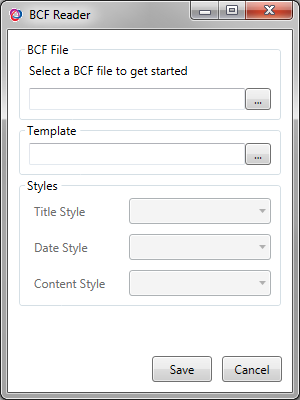 BCF Reader
BCF File
Select a BCF file to get started
...
Template
...
Styles
Title Style
Date Style
Content Style
Save Cancel